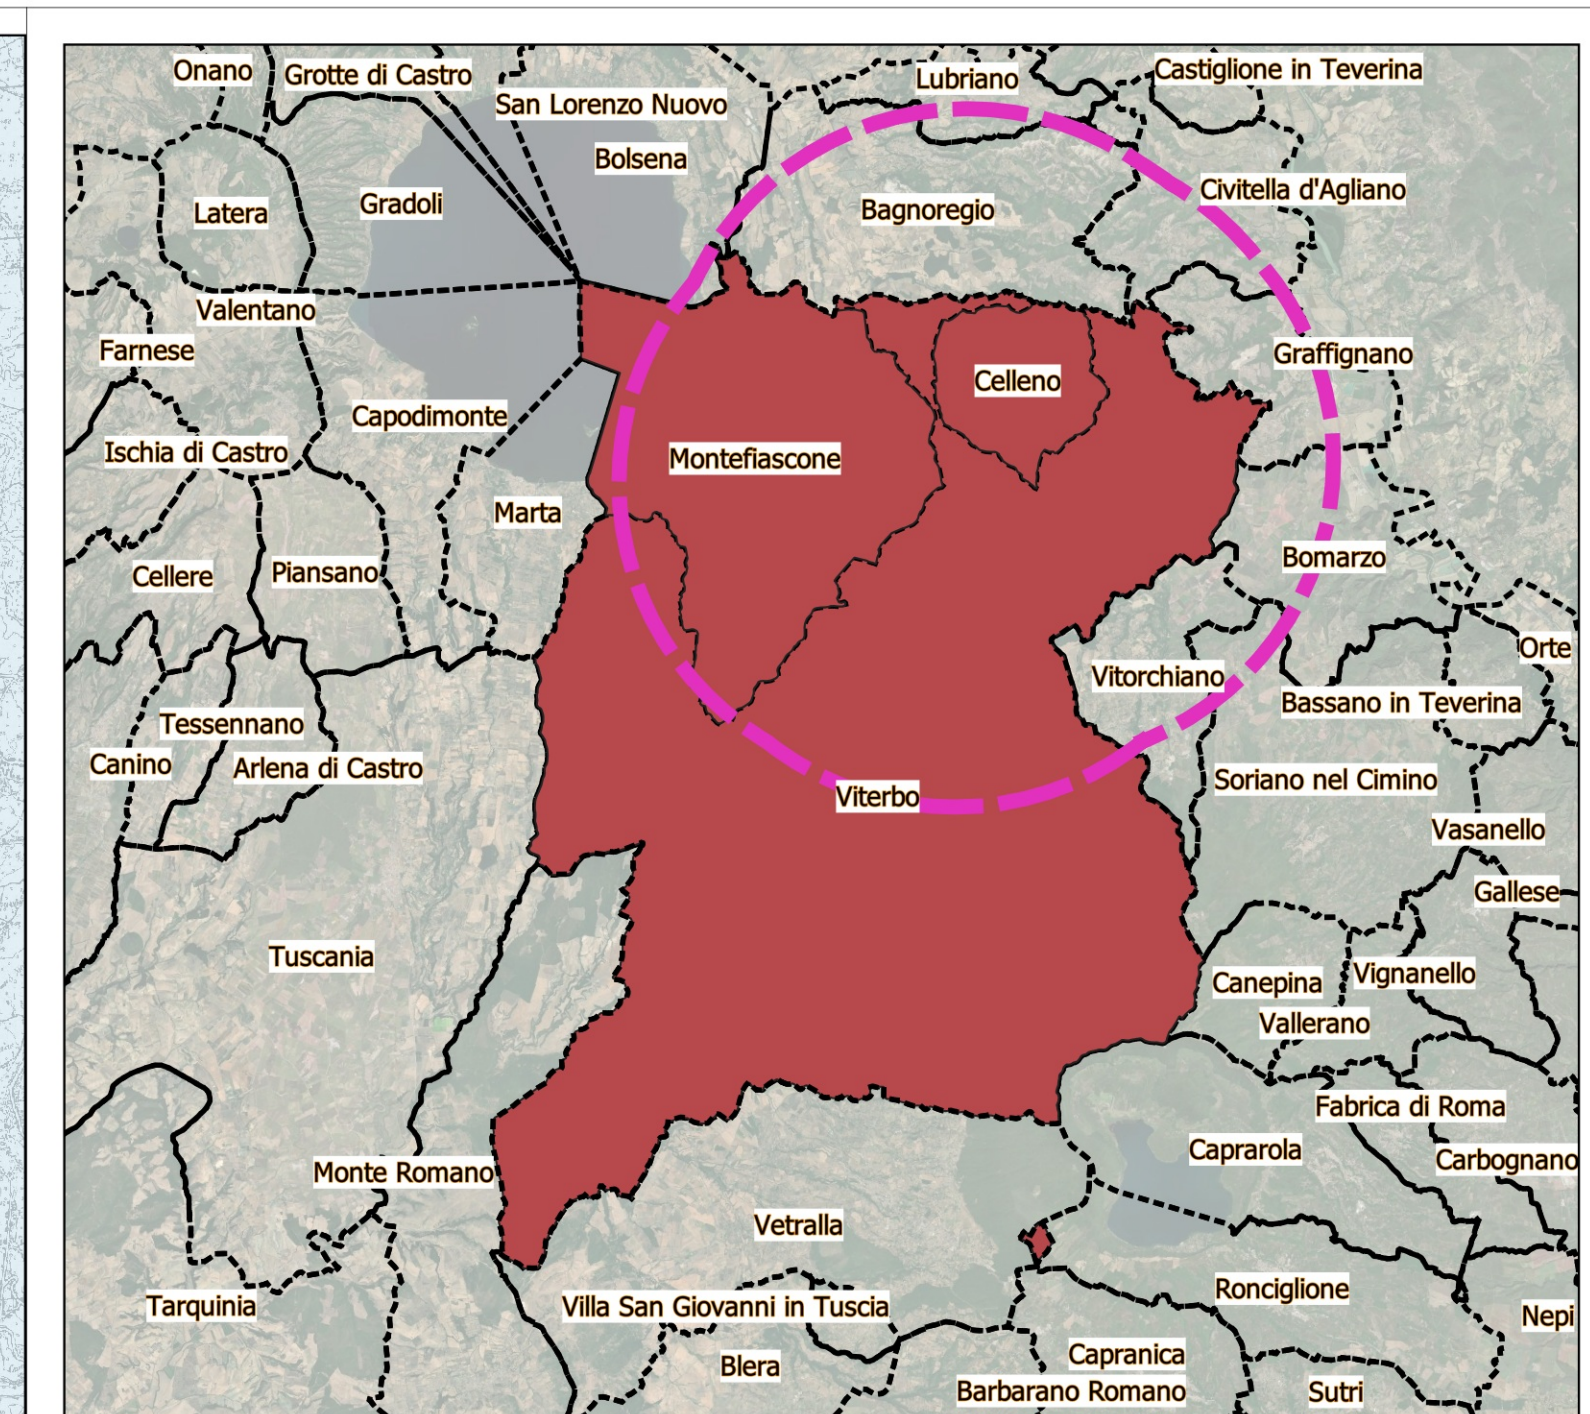 Onano
Grotte di Castro
Lubriano
Castiglione in Teverina
San Lorenzo Nuovo
Bolsena
Latera
Gradoli
Bagnoregio
Civitella d'Agliano
Valentano
Farnese
Graffignano
Celleno
Capodimonte
Ischia di Castro
Montefiascone
Marta
Cellere
Piansano
Bomarzo
Orte
Vitorchiano
Bassano in Teverina
Tessennano
Canino
Arlena di Castro
Viterbo
Soriano nel Cimino
Vasanello
Gallese
Tuscania
Canepina
Vignanello
Vallerano
Fabrica di Roma
Caprarola
Carbognano
Monte Romano
Vetralla
Ronciglione
Tarquinia
Villa San Giovanni in Tuscia
Nepi
Blera
Capranica
Barbarano Romano
Sutri